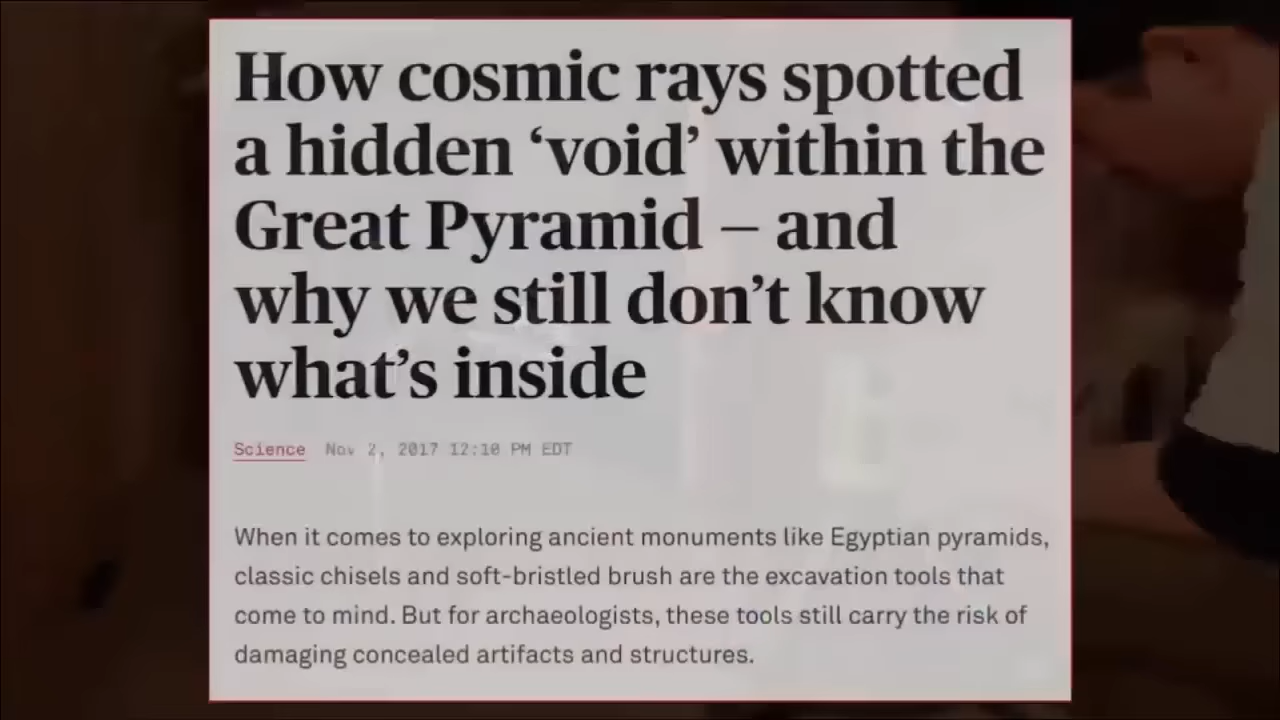 How cosmic rays spotted
a hidden ‘void’ within the
Great Pyramid – and
why we still don’t know
what’s inside
Science Nov 2, 2017 12:10 PM EDT
When it comes to exploring ancient monuments like Egyptian pyramids,
classic chisels and soft-bristled brush are the excavation tools that
come to mind. But for archaeologists, these tools still carry the risk of
damaging concealed artifacts and structures.